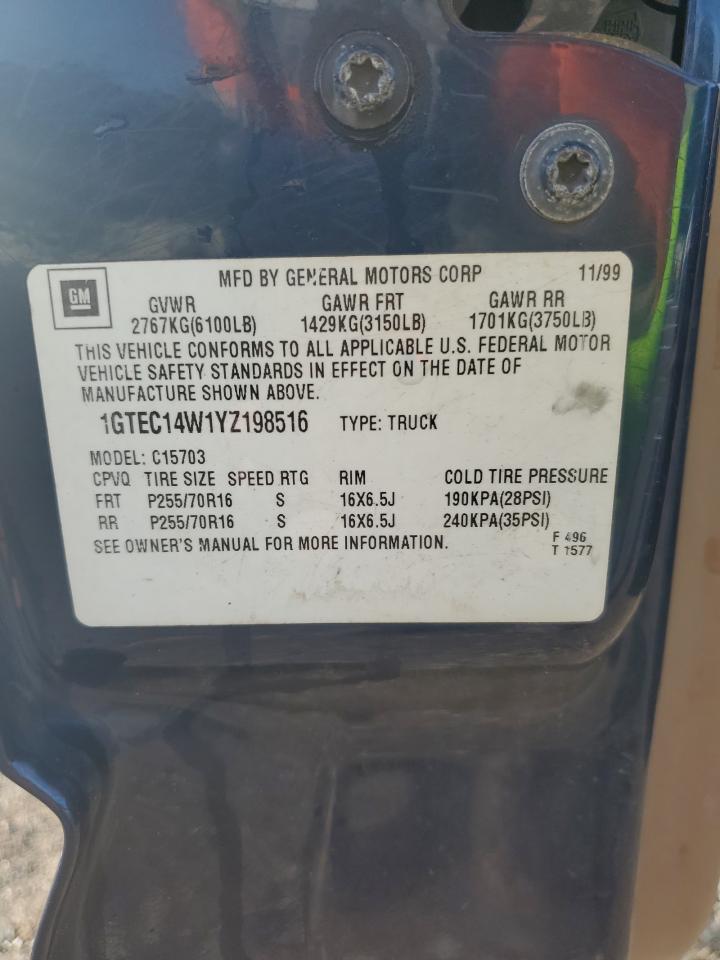 GM
MFD BY GENERAL MOTORS CORP 11/99
GVWR GAWR FRT GAWR RR
2767KG(6100LB) 1429KG(3150LB) 1701KG(3750LB)
THIS VEHICLE CONFORMS TO ALL APPLICABLE U.S. FEDERAL MOTOR
VEHICLE SAFETY STANDARDS IN EFFECT ON THE DATE OF
MANUFACTURE SHOWN ABOVE.
1GTEC14W1YZ198516 TYPE: TRUCK
MODEL: C15703
CPVQ TIRE SIZE SPEED RTG RIM COLD TIRE PRESSURE
FRT P255/70R16 S 16X6.5J 190KPA(28PSI)
RR P255/70R16 S 16X6.5J 240KPA(35PSI)
SEE OWNER'S MANUAL FOR MORE INFORMATION.
F 496
T 1577